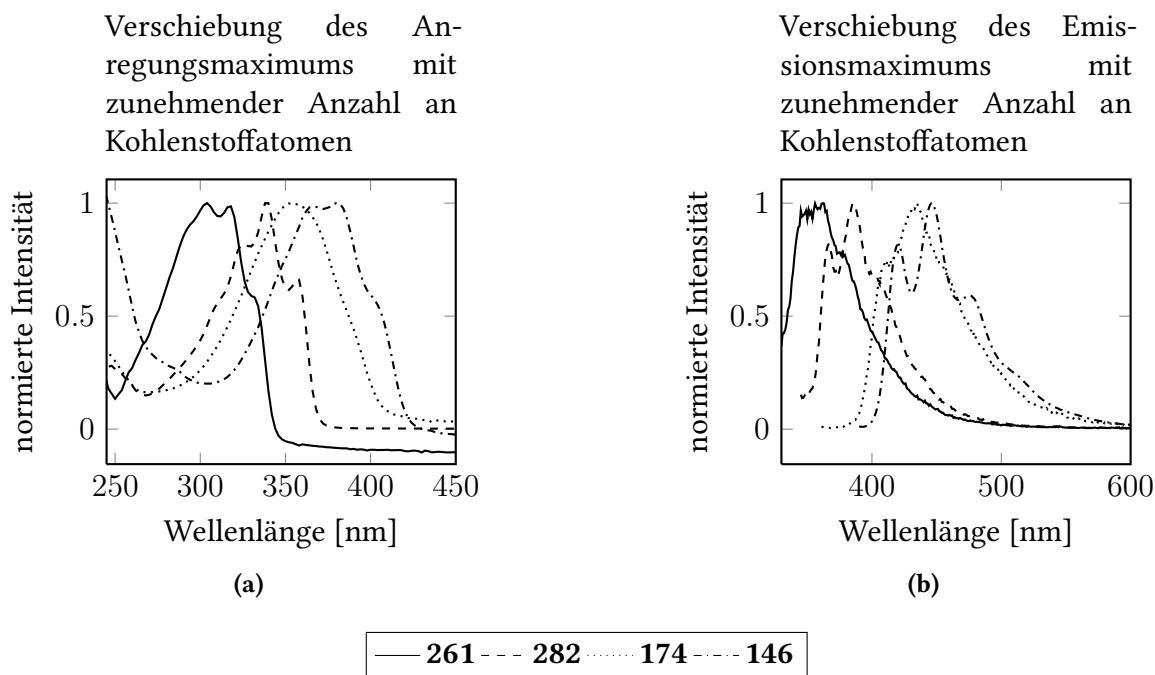 Verschiebung des An-
regungsmaximums mit
zunehmender Anzahl an
Kohlenstoffatomen
normierte Intensität
1
0.5
0
250 300 350 400 450
Wellenlänge [nm]
(a)
Verschiebung des Emis-
sionsmaximums mit
zunehmender Anzahl an
Kohlenstoffatomen
normierte Intensität
1
0.5
0
400 500 600
Wellenlänge [nm]
(b)
261 282 174 146